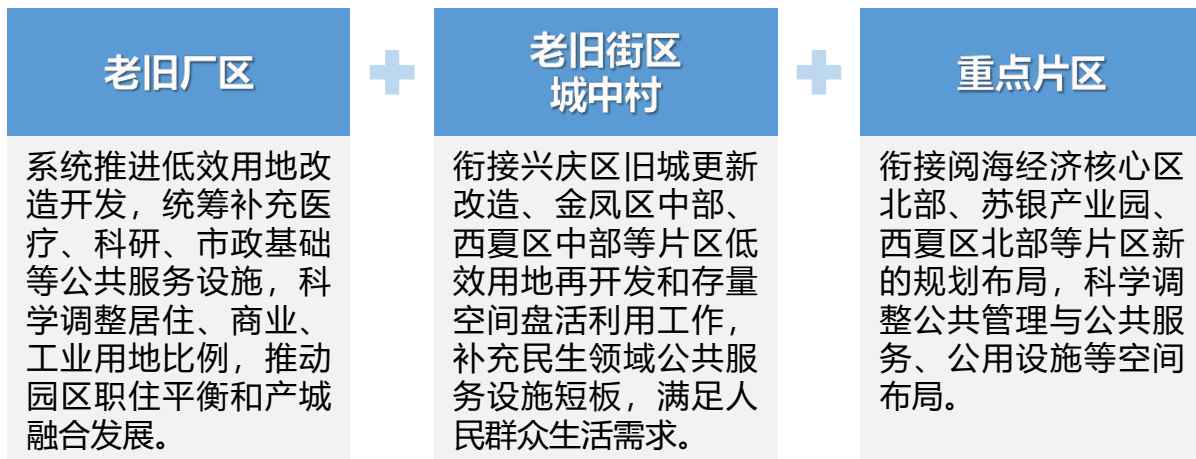 老旧厂区
系统推进低效用地改
造开发，统筹补充医
疗、科研、市政基础
等公共服务设施，科
学调整居住、商业、
工业用地比例，推动
园区职住平衡和产城
融合发展。
老旧街区
城中村
衔接兴庆区旧城更新
改造、金凤区中部、
西夏区中部等片区低
效用地再开发和存量
空间盘活利用工作，
补充民生领域公共服
务设施短板，满足人
民群众生活需求。
重点片区
衔接阅海经济核心区
北部、苏银产业园、
西夏区北部等片区新
的规划布局，科学调
整公共管理与公共服
务、公用设施等空间
布局。